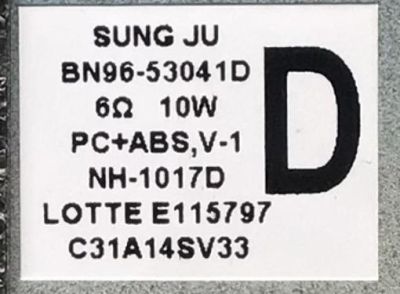 SUNG JU
BN96-53041D
6Ω 10W
PC+ABS,V-1
NH-1017D
LOTTE E115797
C31A14SV33
D